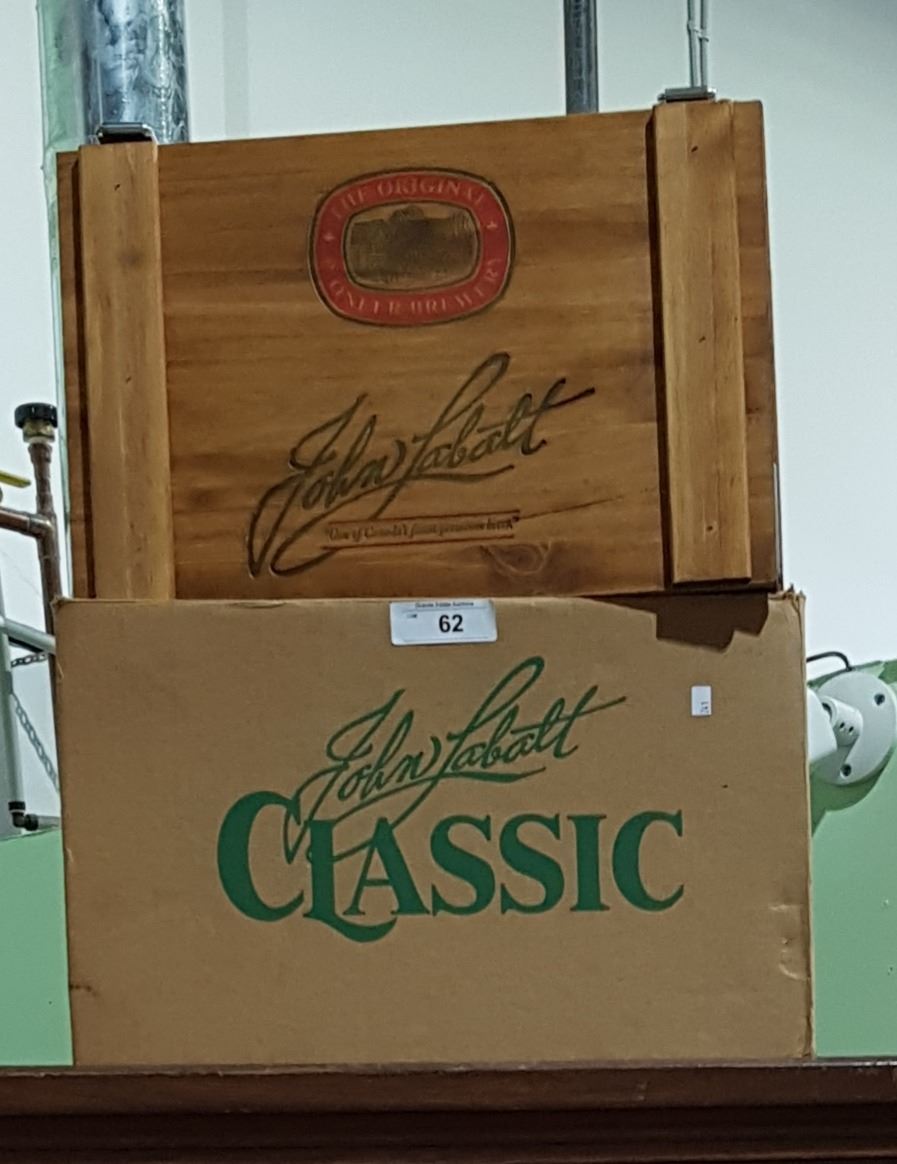 THE ORIGINAL
PIONEER BREWERY
John Labatt
"One of Canada's finest premium beers"
62
John Labatt
CLASSIC